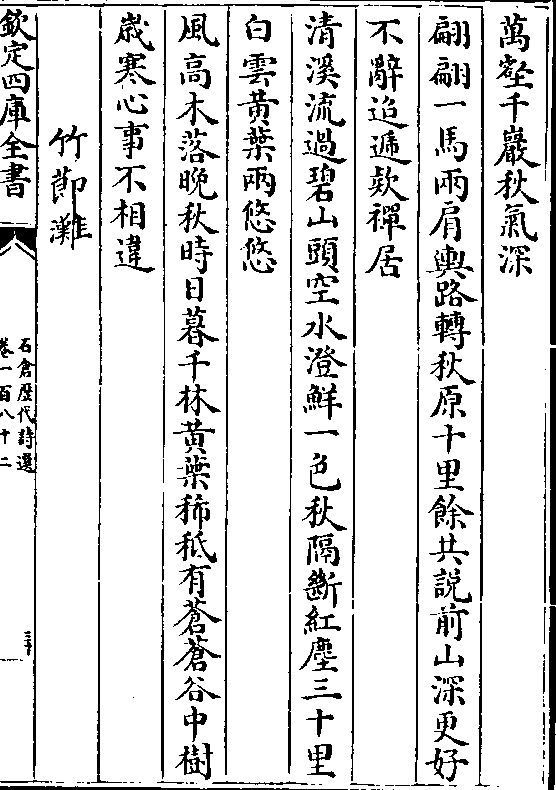 萬壑千巖秋氣深
翩翩一馬兩肩輿路轉秋原十里餘共說前山深更好
不辭迢遞欵禪居
清溪流過碧山頭空水澄鮮一色秋隔斷紅塵三十里
白雲黃葉兩悠悠
風高木落晚秋時日暮千林黃葉稀秪有蒼蒼谷中樹
歲寒心事不相違
竹節灘
欽定四庫全書
石倉歷代詩選
卷一百八十二